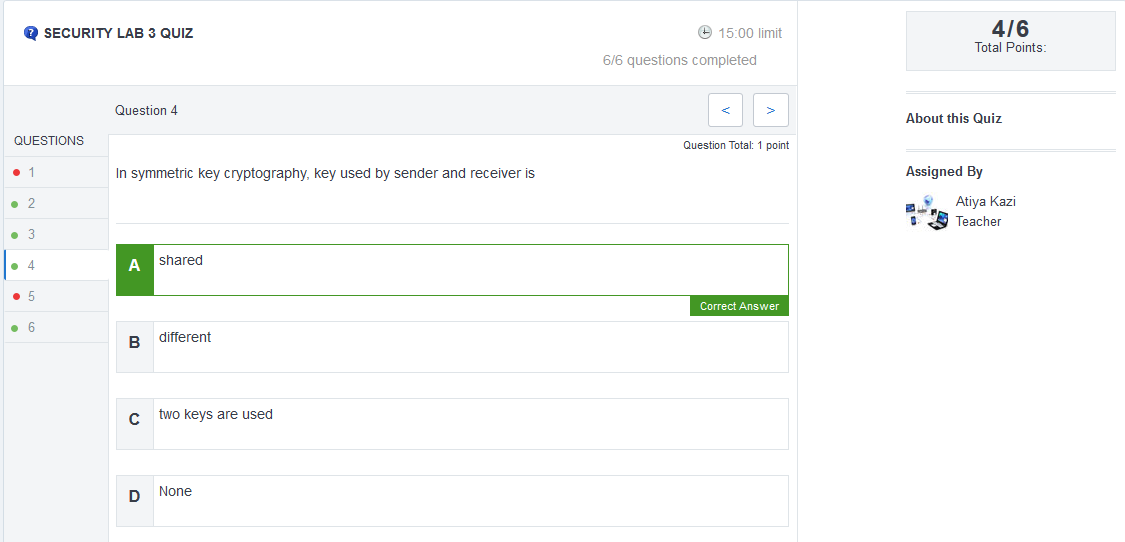 SECURITY LAB 3 QUIZ
15:00 limit
6/6 questions completed
4/6
Total Points:
Question 4
<
>
About this Quiz
QUESTIONS
Question Total: 1 point
1
In symmetric key cryptography, key used by sender and receiver is
Assigned By
2
Atiya Kazi
Teacher
3
4
5
6
A
shared
Correct Answer
B
different
C
two keys are used
D
None